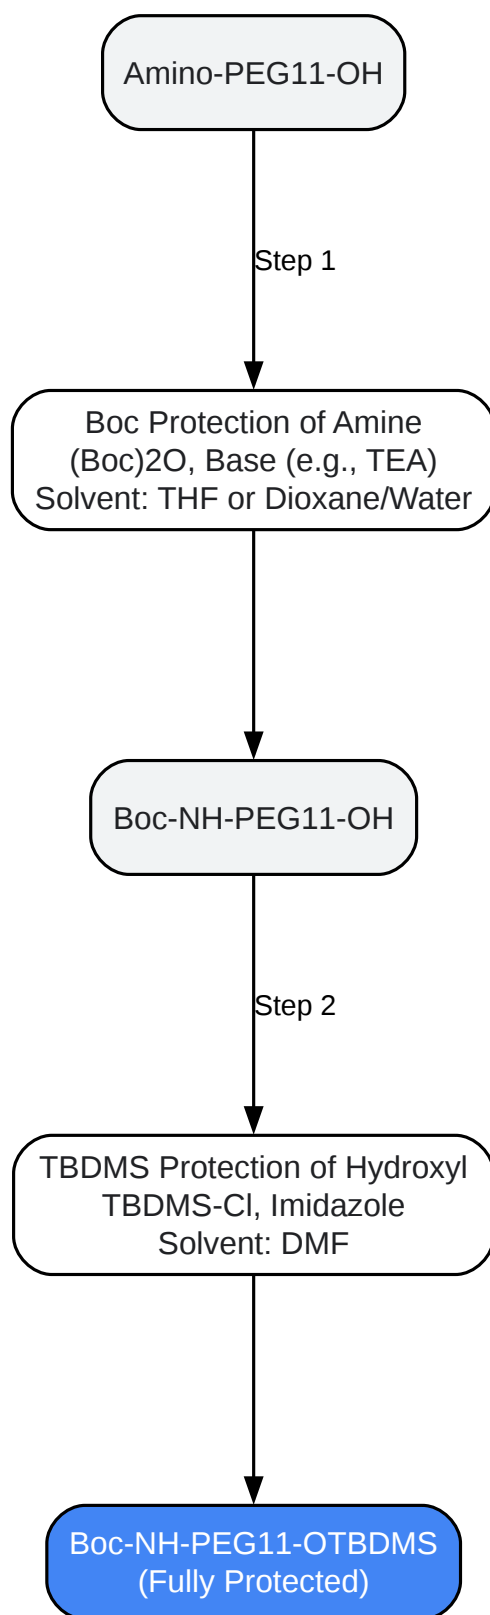 Amino-PEG11-OH
Step 1
Boc Protection of Amine
(Boc)2O, Base (e.g., TEA)
Solvent: THF or Dioxane/Water
Boc-NH-PEG11-OH
Step 2
TBDMS Protection of Hydroxyl
TBDMS-Cl, Imidazole
Solvent: DMF
Boc-NH-PEG11-OTBDMS
(Fully Protected)